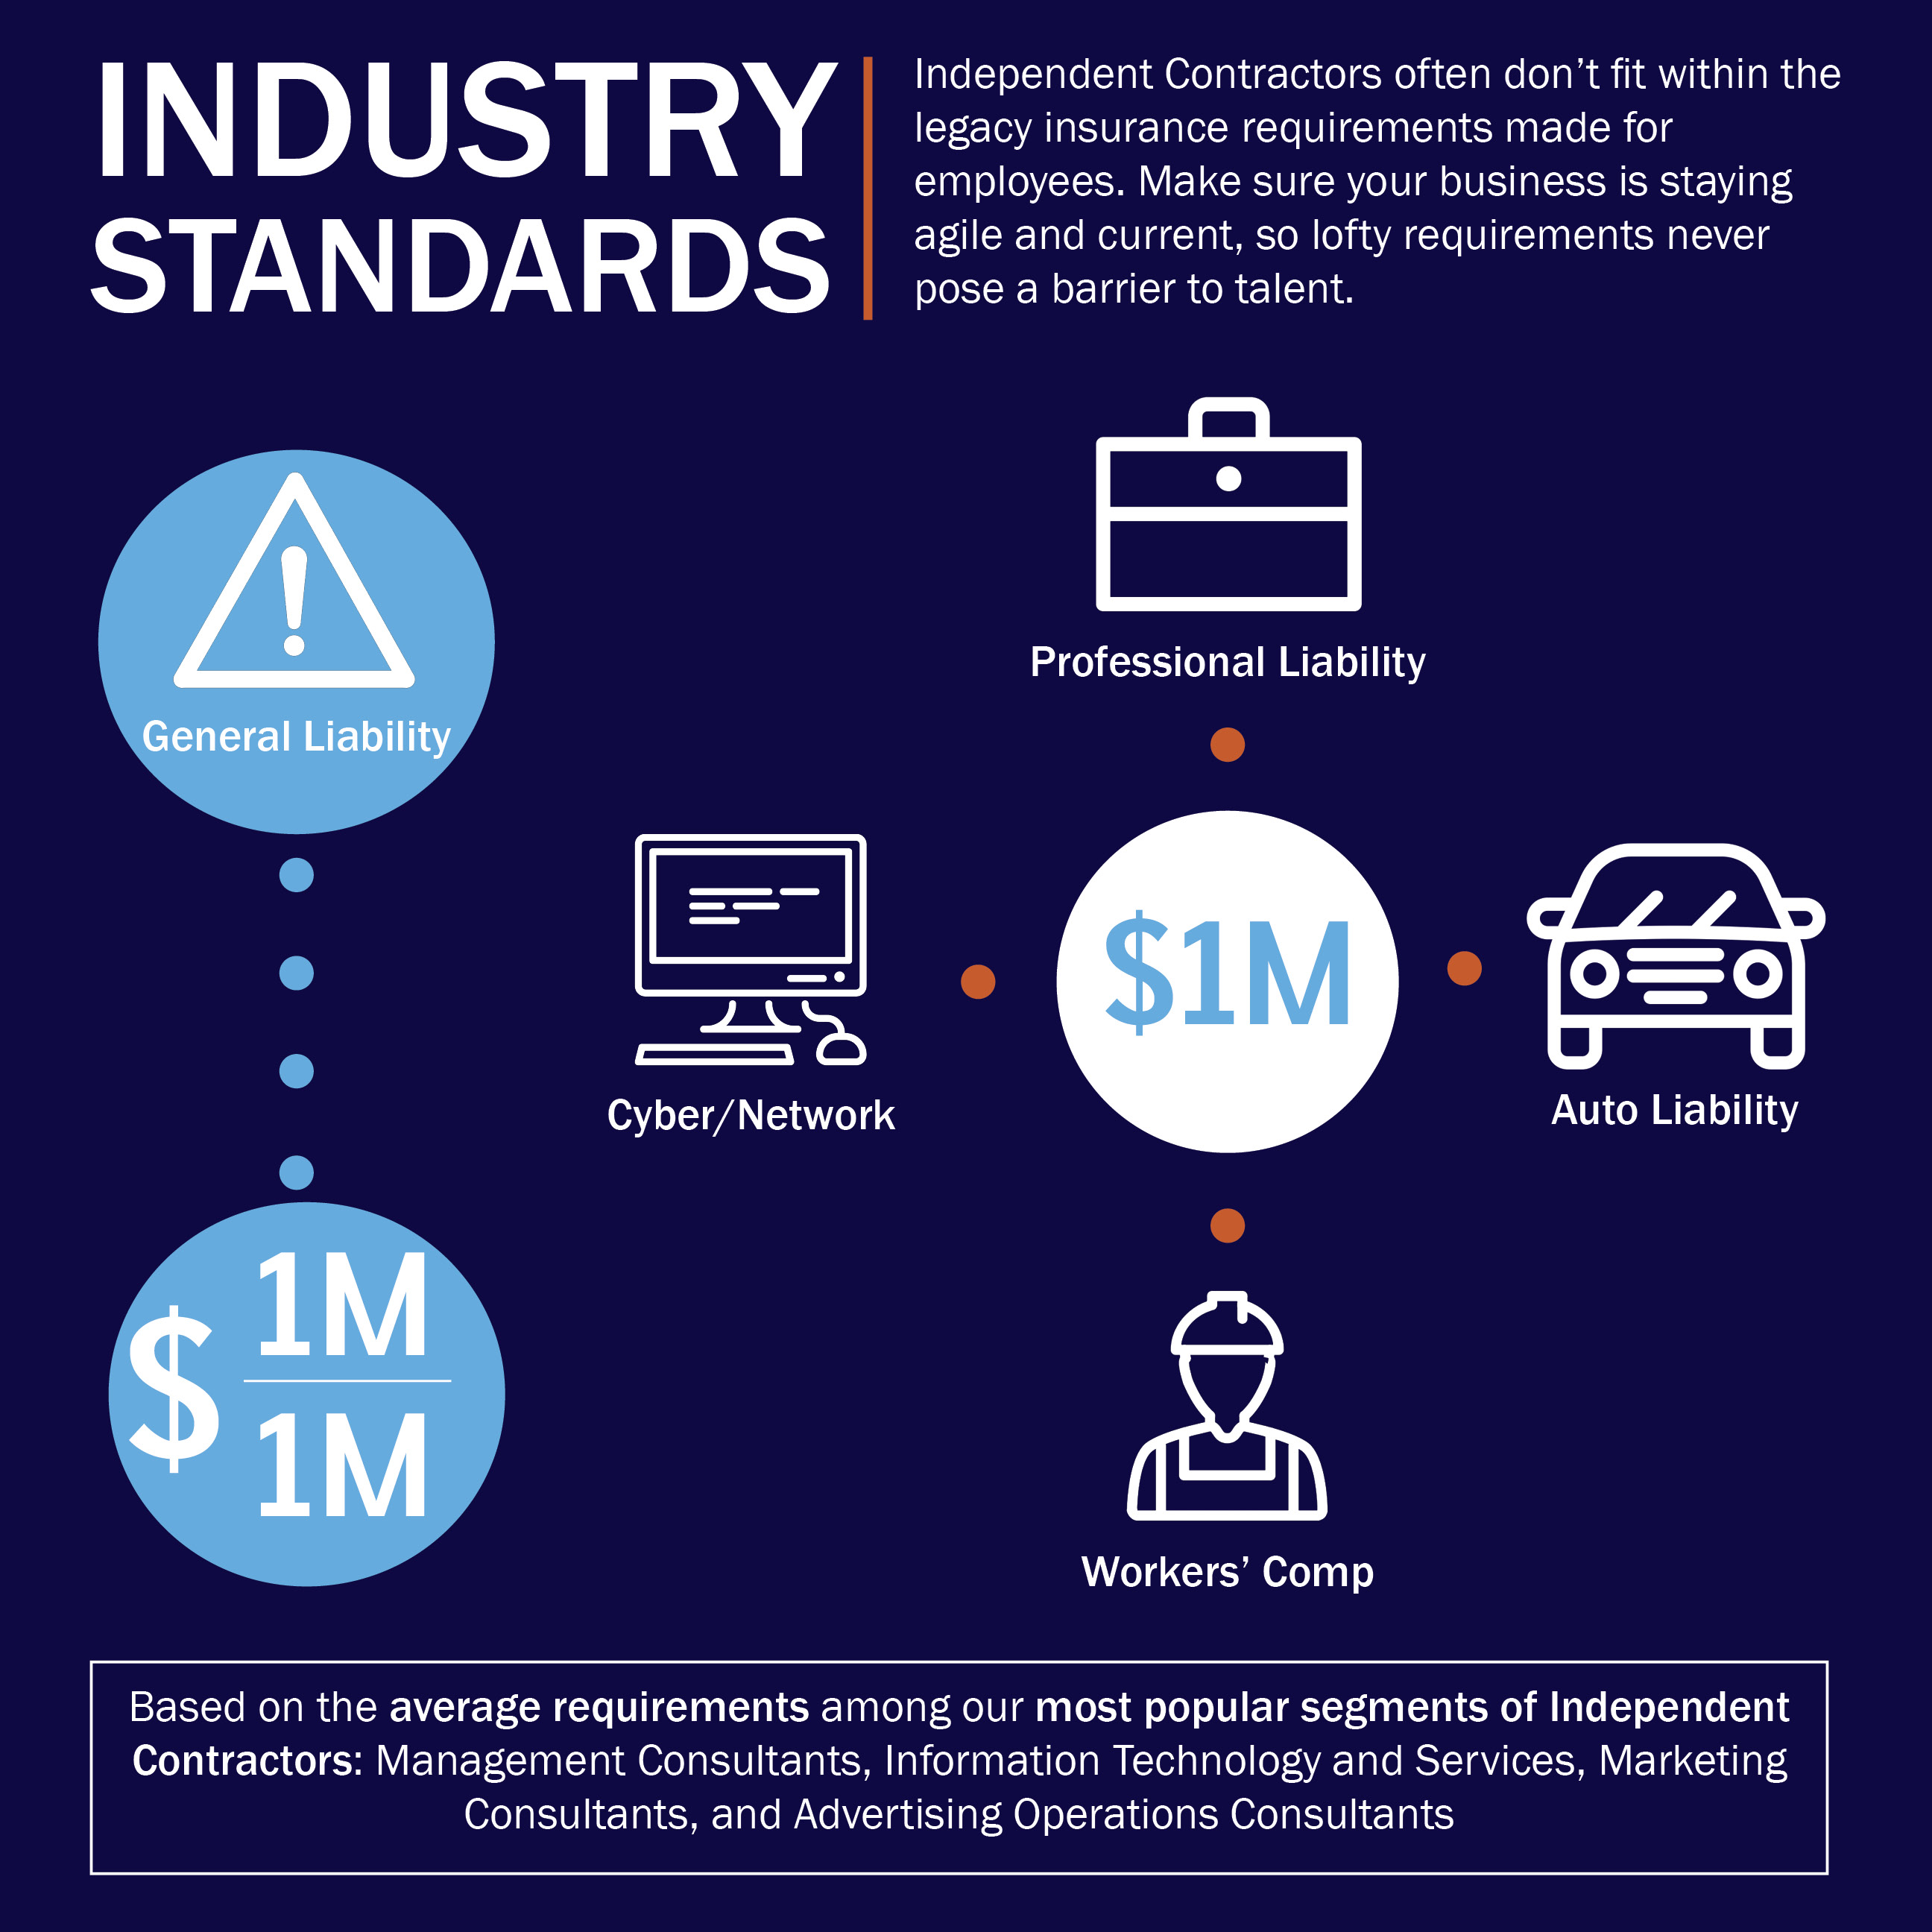 INDUSTRY
STANDARDS
Independent Contractors often don’t fit within the
legacy insurance requirements made for
employees. Make sure your business is staying
agile and current, so lofty requirements never
pose a barrier to talent.
General Liability
$ 1M
1M
Professional Liability
Cyber/Network
$1M
Auto Liability
Workers’ Comp
Based on the average requirements among our most popular segments of Independent
Contractors: Management Consultants, Information Technology and Services, Marketing
Consultants, and Advertising Operations Consultants